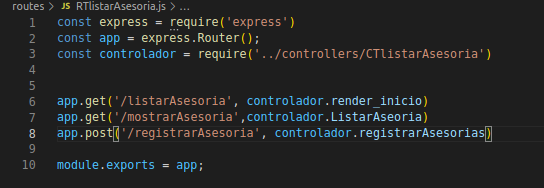 routes > JS RTlistarAsesoria.js > ...
1 const express = require('express')
2 const app = express.Router();
3 const controlador = require('../controllers/CTlistarAsesoria')
4
5
6 app.get('/listarAsesoria', controlador.render_inicio)
7 app.get('/mostrarAsesoria',controlador.ListarAseoria)
8 app.post('/registrarAsesoria', controlador.registrarAsesorias)
9
10 module.exports = app;